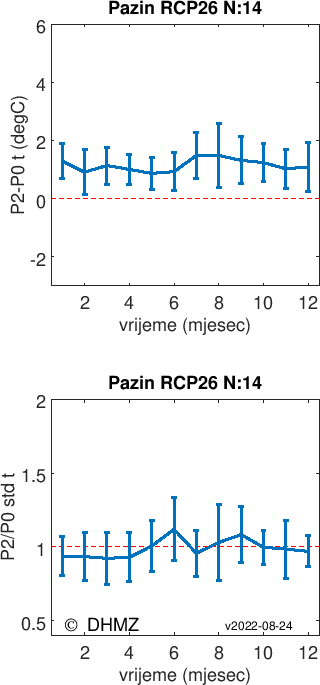 Pazin RCP26 N:14
6
4
2
0
-2
P2-P0 t (degC)
2 4 6 8 10 12
vrijeme (mjesec)
Pazin RCP26 N:14
2
1.5
1
0.5
P2/P0 std t
© DHMZ v2022-08-24
2 4 6 8 10 12
vrijeme (mjesec)